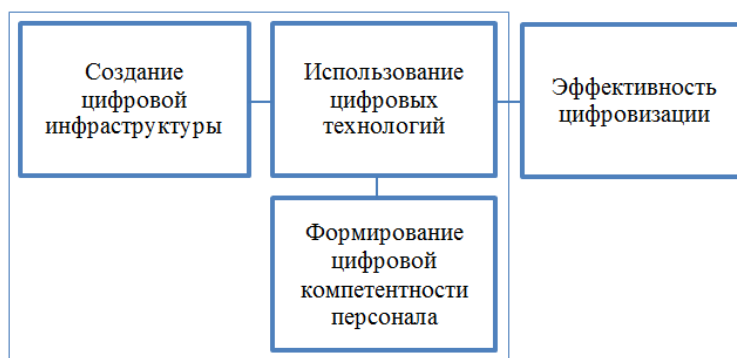 Создание
цифровой
инфраструктуры
Использование
цифровых
технологий
Эффективность
цифровизации
Формирование
цифровой
компетентности
персонала